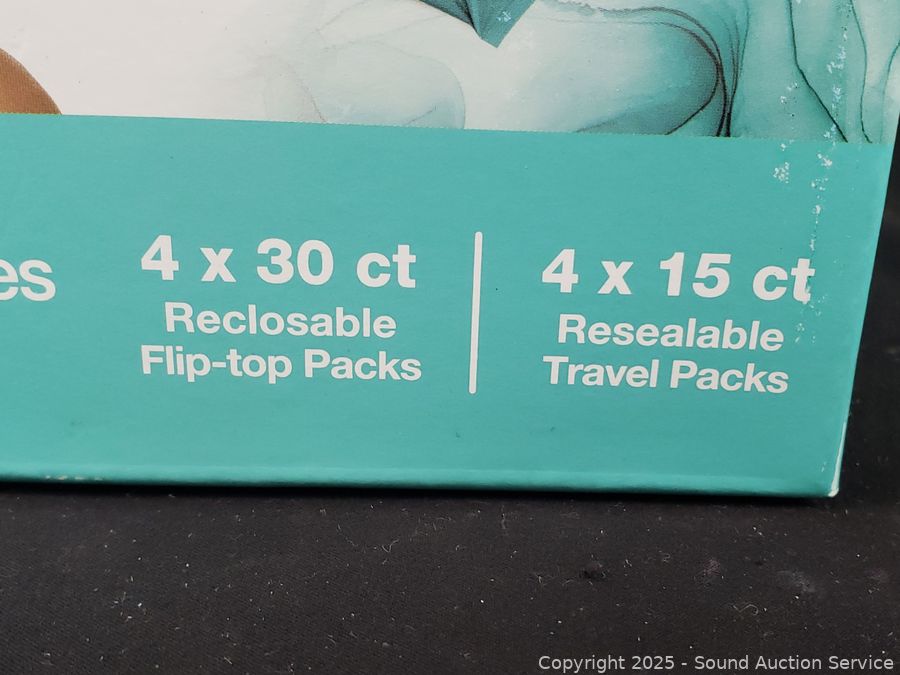 es
4 x 30 ct
Reclosable
Flip-top Packs
4 x 15 ct
Resealable
Travel Packs
Copyright 2025 - Sound Auction Service